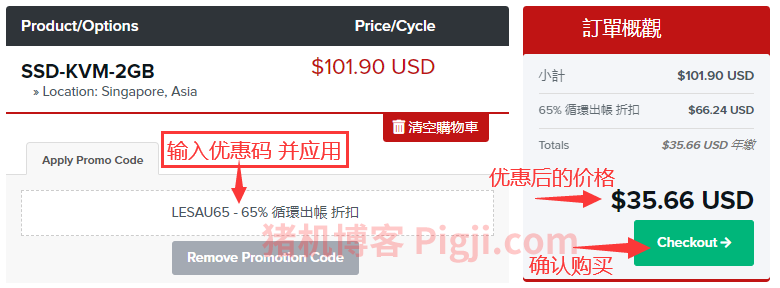 Product/Options Price/Cycle
SSD-KVM-2GB $101.90 USD
» Location: Singapore, Asia
清空購物車
Apply Promo Code
输入优惠码 并应用
LESAU65 - 65% 循環出帳 折扣
Remove Promotion Code
訂單概觀
小計 $101.90 USD
65% 循環出帳 折扣 $66.24 USD
Totals $35.66 USD 年繳
优惠后的价格
$35.66 USD
Checkout →
确认购买
猪机博客 Pigji.com